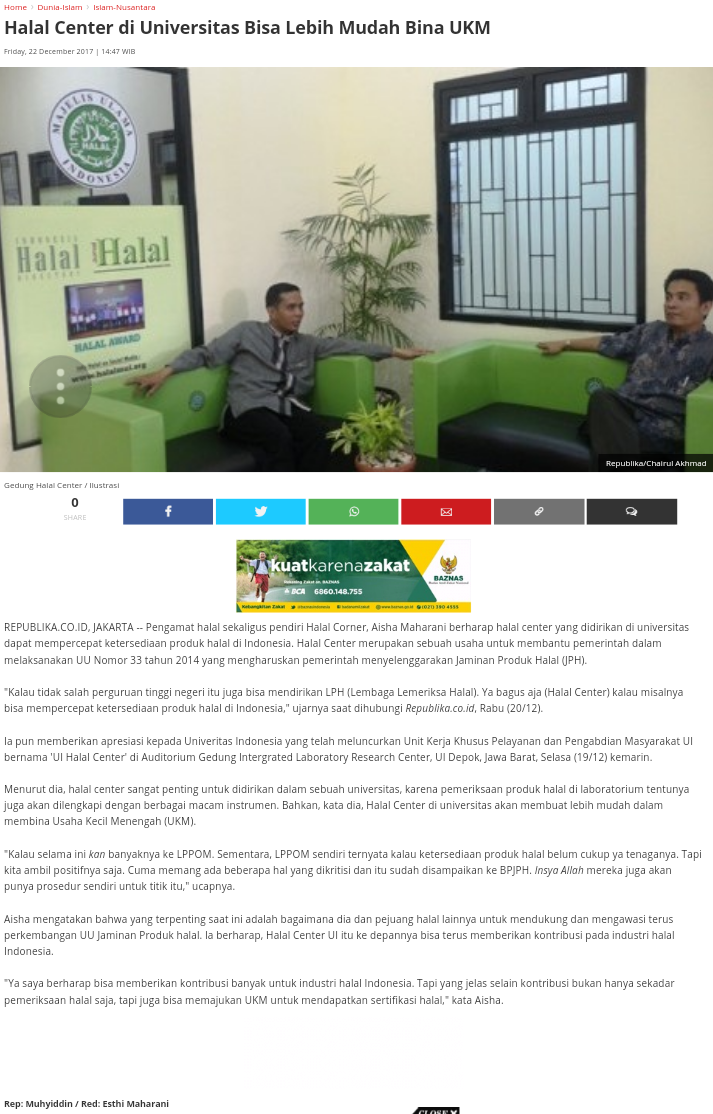 Home › Dunia-Islam › Islam-Nusantara
Halal Center di Universitas Bisa Lebih Mudah Bina UKM
Friday, 22 December 2017 | 14:47 WIB
MAJELIS ULAMA
HALAL
INDONESIA
Halal
Halal
DIRECTORY
HALAL AWARD
www.halalmui.org
Republika/Chairul Akhmad
Gedung Halal Center / Ilustrasi
0
SHARE
kuatkarenazakat
BAZNAS
BCA 6860.148.755
Kebangkitan Zakat
REPUBLIKA.CO.ID, JAKARTA -- Pengamat halal sekaligus pendiri Halal Corner, Aisha Maharani berharap halal center yang didirikan di universitas
dapat mempercepat ketersediaan produk halal di Indonesia. Halal Center merupakan sebuah usaha untuk membantu pemerintah dalam
melaksanakan UU Nomor 33 tahun 2014 yang mengharuskan pemerintah menyelenggarakan Jaminan Produk Halal (JPH).
"Kalau tidak salah perguruan tinggi negeri itu juga bisa mendirikan LPH (Lembaga Lemeriksa Halal). Ya bagus aja (Halal Center) kalau misalnya
bisa mempercepat ketersediaan produk halal di Indonesia," ujarnya saat dihubungi Republika.co.id, Rabu (20/12).
Ia pun memberikan apresiasi kepada Univeritas Indonesia yang telah meluncurkan Unit Kerja Khusus Pelayanan dan Pengabdian Masyarakat UI
bernama 'UI Halal Center' di Auditorium Gedung Intergrated Laboratory Research Center, UI Depok, Jawa Barat, Selasa (19/12) kemarin.
Menurut dia, halal center sangat penting untuk didirikan dalam sebuah universitas, karena pemeriksaan produk halal di laboratorium tentunya
juga akan dilengkapi dengan berbagai macam instrumen. Bahkan, kata dia, Halal Center di universitas akan membuat lebih mudah dalam
membina Usaha Kecil Menengah (UKM).
"Kalau selama ini kan banyaknya ke LPPOM. Sementara, LPPOM sendiri ternyata kalau ketersediaan produk halal belum cukup ya tenaganya. Tapi
kita ambil positifnya saja. Cuma memang ada beberapa hal yang dikritisi dan itu sudah disampaikan ke BPJPH. Insya Allah mereka juga akan
punya prosedur sendiri untuk titik itu," ucapnya.
Aisha mengatakan bahwa yang terpenting saat ini adalah bagaimana dia dan pejuang halal lainnya untuk mendukung dan mengawasi terus
perkembangan UU Jaminan Produk halal. Ia berharap, Halal Center UI itu ke depannya bisa terus memberikan kontribusi pada industri halal
Indonesia.
"Ya saya berharap bisa memberikan kontribusi banyak untuk industri halal Indonesia. Tapi yang jelas selain kontribusi bukan hanya sekadar
pemeriksaan halal saja, tapi juga bisa memajukan UKM untuk mendapatkan sertifikasi halal," kata Aisha.
Rep: Muhyiddin / Red: Esthi Maharani
CLOSE X